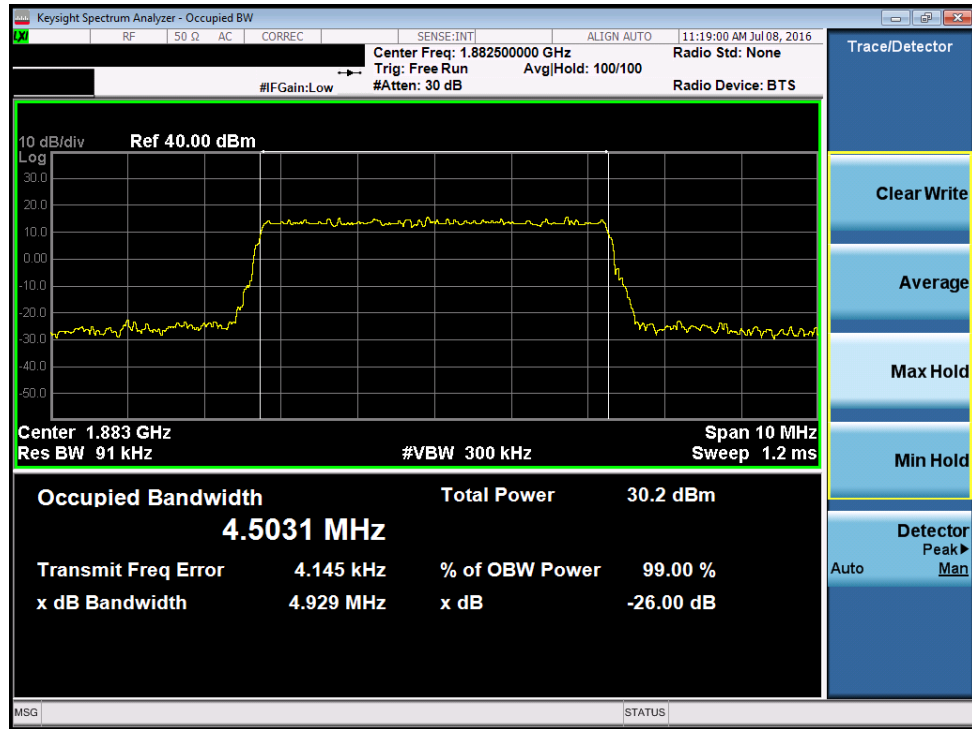 Keysight Spectrum Analyzer - Occupied BW
LXI RF 50 Ω AC CORREC SENSE:INT ALIGN AUTO 11:19:00 AM Jul 08, 2016
Center Freq: 1.882500000 GHz Radio Std: None
Trig: Free Run Avg|Hold: 100/100
#IFGain:Low #Atten: 30 dB Radio Device: BTS
10 dB/div Ref 40.00 dBm
Log
30.0
20.0
10.0
0.00
-10.0
-20.0
-30.0
-40.0
-50.0
Center 1.883 GHz Span 10 MHz
Res BW 91 kHz #VBW 300 kHz Sweep 1.2 ms
Occupied Bandwidth Total Power 30.2 dBm
4.5031 MHz
Transmit Freq Error 4.145 kHz % of OBW Power 99.00 %
x dB Bandwidth 4.929 MHz x dB -26.00 dB
MSG STATUS
Trace/Detector
Clear Write
Average
Max Hold
Min Hold
Detector
Peak▶
Auto Man